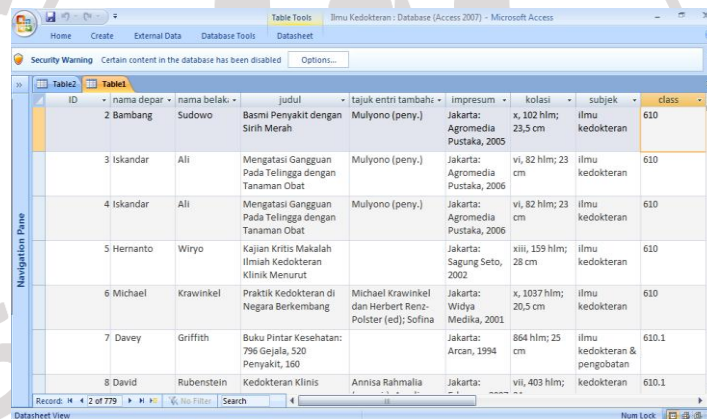 Table Tools Ilmu Kedokteran : Database (Access 2007) - Microsoft Access
Home Create External Data Database Tools Datasheet
Security Warning Certain content in the database has been disabled Options...
» Table2 Table1
ID nama depar nama belak judul tajuk entri tambaha impresum kolasi subjek class
2 Bambang Sudowo Basmi Penyakit dengan Mulyono (peny.) Jakarta: x, 102 hlm; ilmu 610
Sirih Merah Agromedia 23,5 cm kedokteran
Pustaka, 2005
3 Iskandar Ali Mengatasi Gangguan Mulyono (peny.) Jakarta: vi, 82 hlm; 23 ilmu 610
Pada Telingga dengan Agromedia cm kedokteran
Tanaman Obat Pustaka, 2006
4 Iskandar Ali Mengatasi Gangguan Mulyono (peny.) Jakarta: vi, 82 hlm; 23 ilmu 610
Pada Telingga dengan Agromedia cm kedokteran
Tanaman Obat Pustaka, 2006
5 Hernanto Wiryo Kajian Kritis Makalah Jakarta: xiii, 159 hlm; ilmu 610
Ilmiah Kedokteran Sagung Seto, 28 cm kedokteran
Klinik Menurut 2002
6 Michael Krawinkel Praktik Kedokteran di Michael Krawinkel Jakarta: x, 1037 hlm; ilmu 610
Negara Berkembang dan Herbert Renz- Widya 20,5 cm kedokteran
Polster (ed); Sofina Medika, 2001
7 Davey Griffith Buku Pintar Kesehatan: Jakarta: 864 hlm; 25 ilmu 610.1
796 Gejala, 520 Arcan, 1994 cm kedokteran &
Penyakit, 160 pengobatan
8 David Rubenstein Kedokteran Klinis Annisa Rahmalia Jakarta: vii, 403 hlm; kedokteran 610.1
Navigation Pane
Record: 2 of 779 No Filter Search
Datasheet View Num Lock